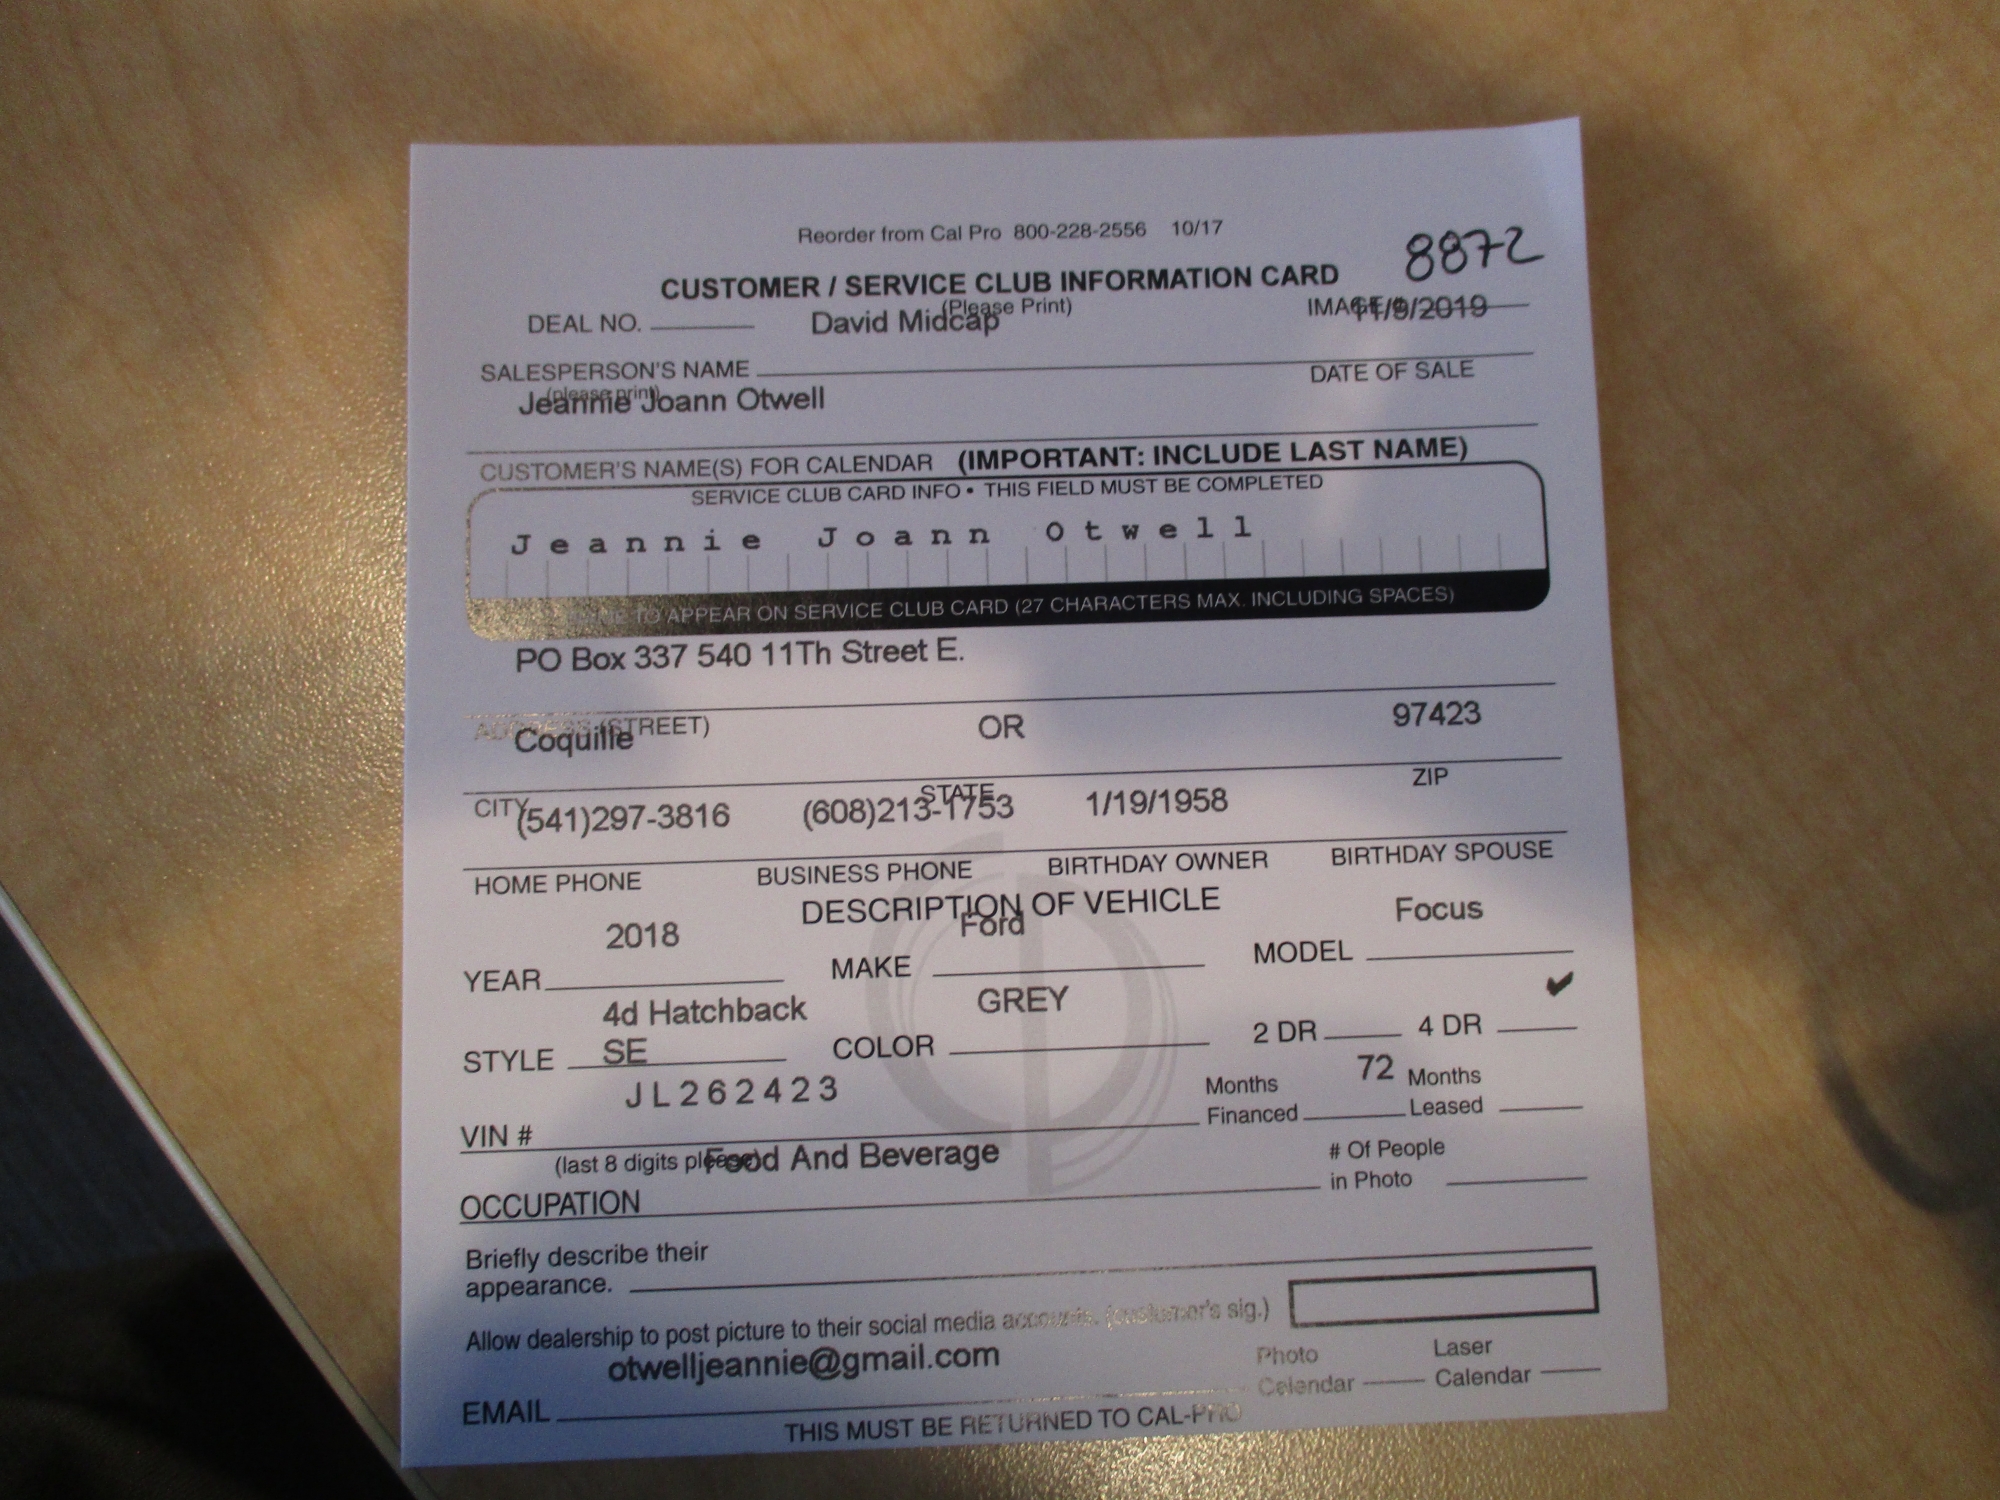 Reorder from Cal Pro 800-228-2556 10/17
8872
CUSTOMER / SERVICE CLUB INFORMATION CARD
(Please Print)
DEAL NO. David Midcap IMAGE# 11/9/2019
SALESPERSON'S NAME DATE OF SALE
(please print)
Jeannie Joann Otwell
CUSTOMER'S NAME(S) FOR CALENDAR (IMPORTANT: INCLUDE LAST NAME)
SERVICE CLUB CARD INFO • THIS FIELD MUST BE COMPLETED
Jeannie Joann Otwell
NAME TO APPEAR ON SERVICE CLUB CARD (27 CHARACTERS MAX. INCLUDING SPACES)
PO Box 337 540 11Th Street E.
ADDRESS (STREET)
Coquille OR 97423
CITY STATE ZIP
(541)297-3816 (608)213-1753 1/19/1958
HOME PHONE BUSINESS PHONE BIRTHDAY OWNER BIRTHDAY SPOUSE
DESCRIPTION OF VEHICLE
2018 Ford Focus
YEAR MAKE MODEL
4d Hatchback GREY ✔
STYLE SE COLOR 2 DR 4 DR
JL262423 Months 72 Months
VIN # Financed Leased
(last 8 digits please) Food And Beverage # Of People
OCCUPATION in Photo
Briefly describe their
appearance.
Allow dealership to post picture to their social media accounts. (customer's sig.)
otwelljeannie@gmail.com Photo Laser
EMAIL Calendar Calendar
THIS MUST BE RETURNED TO CAL-PRO